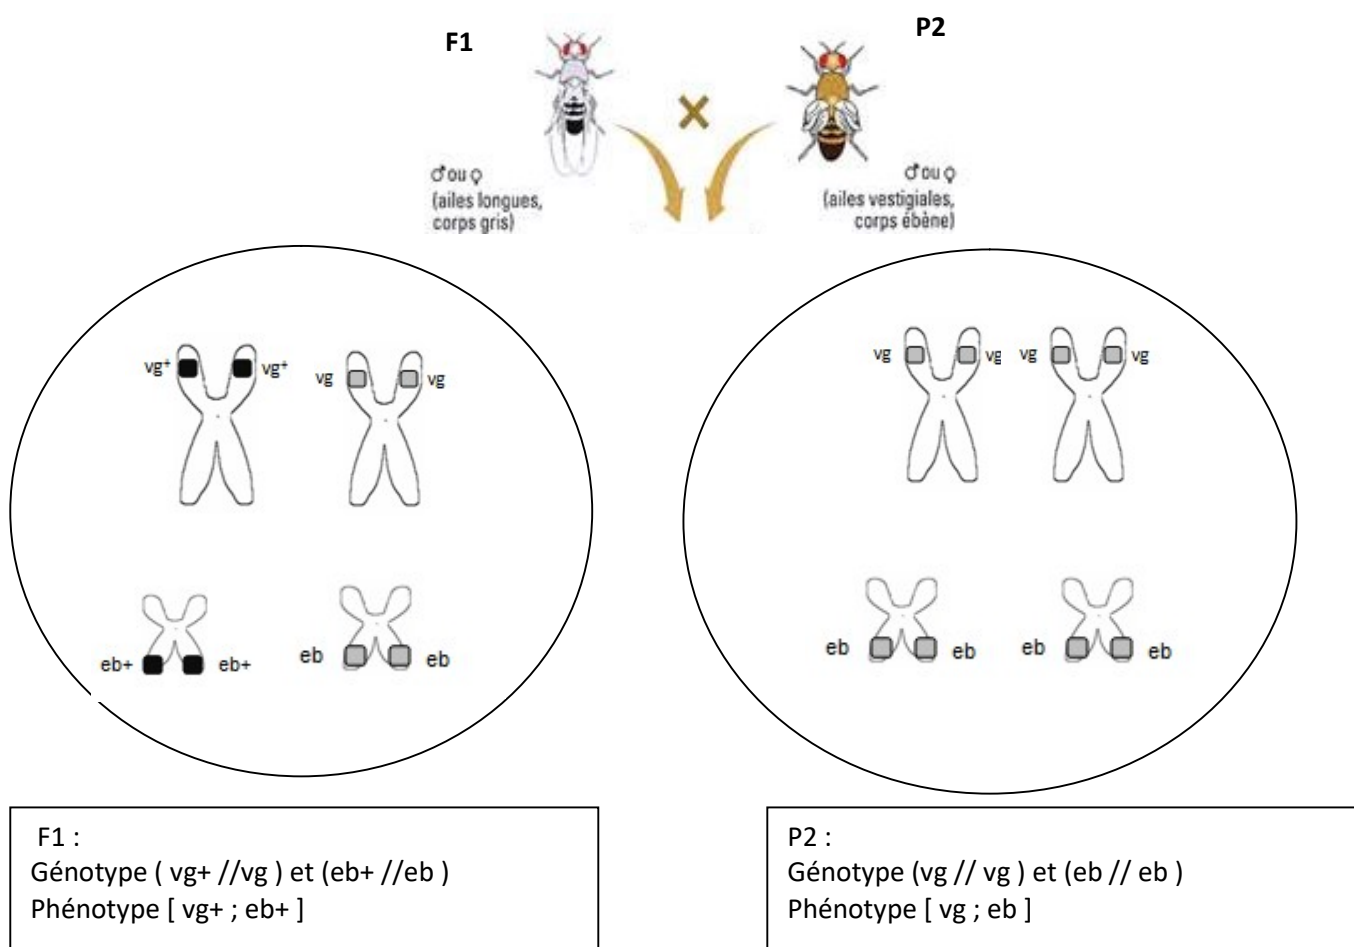 F1
P2
♂ ou ♀
(ailes longues,
corps gris)
♂ ou ♀
(ailes vestigiales,
corps ébène)
vg⁺ vg⁺ vg vg
vg vg vg vg
eb+ eb+ eb eb
eb eb eb eb
F1 :
Génotype ( vg+ //vg ) et (eb+ //eb )
Phénotype [ vg+ ; eb+ ]
P2 :
Génotype (vg // vg ) et (eb // eb )
Phénotype [ vg ; eb ]